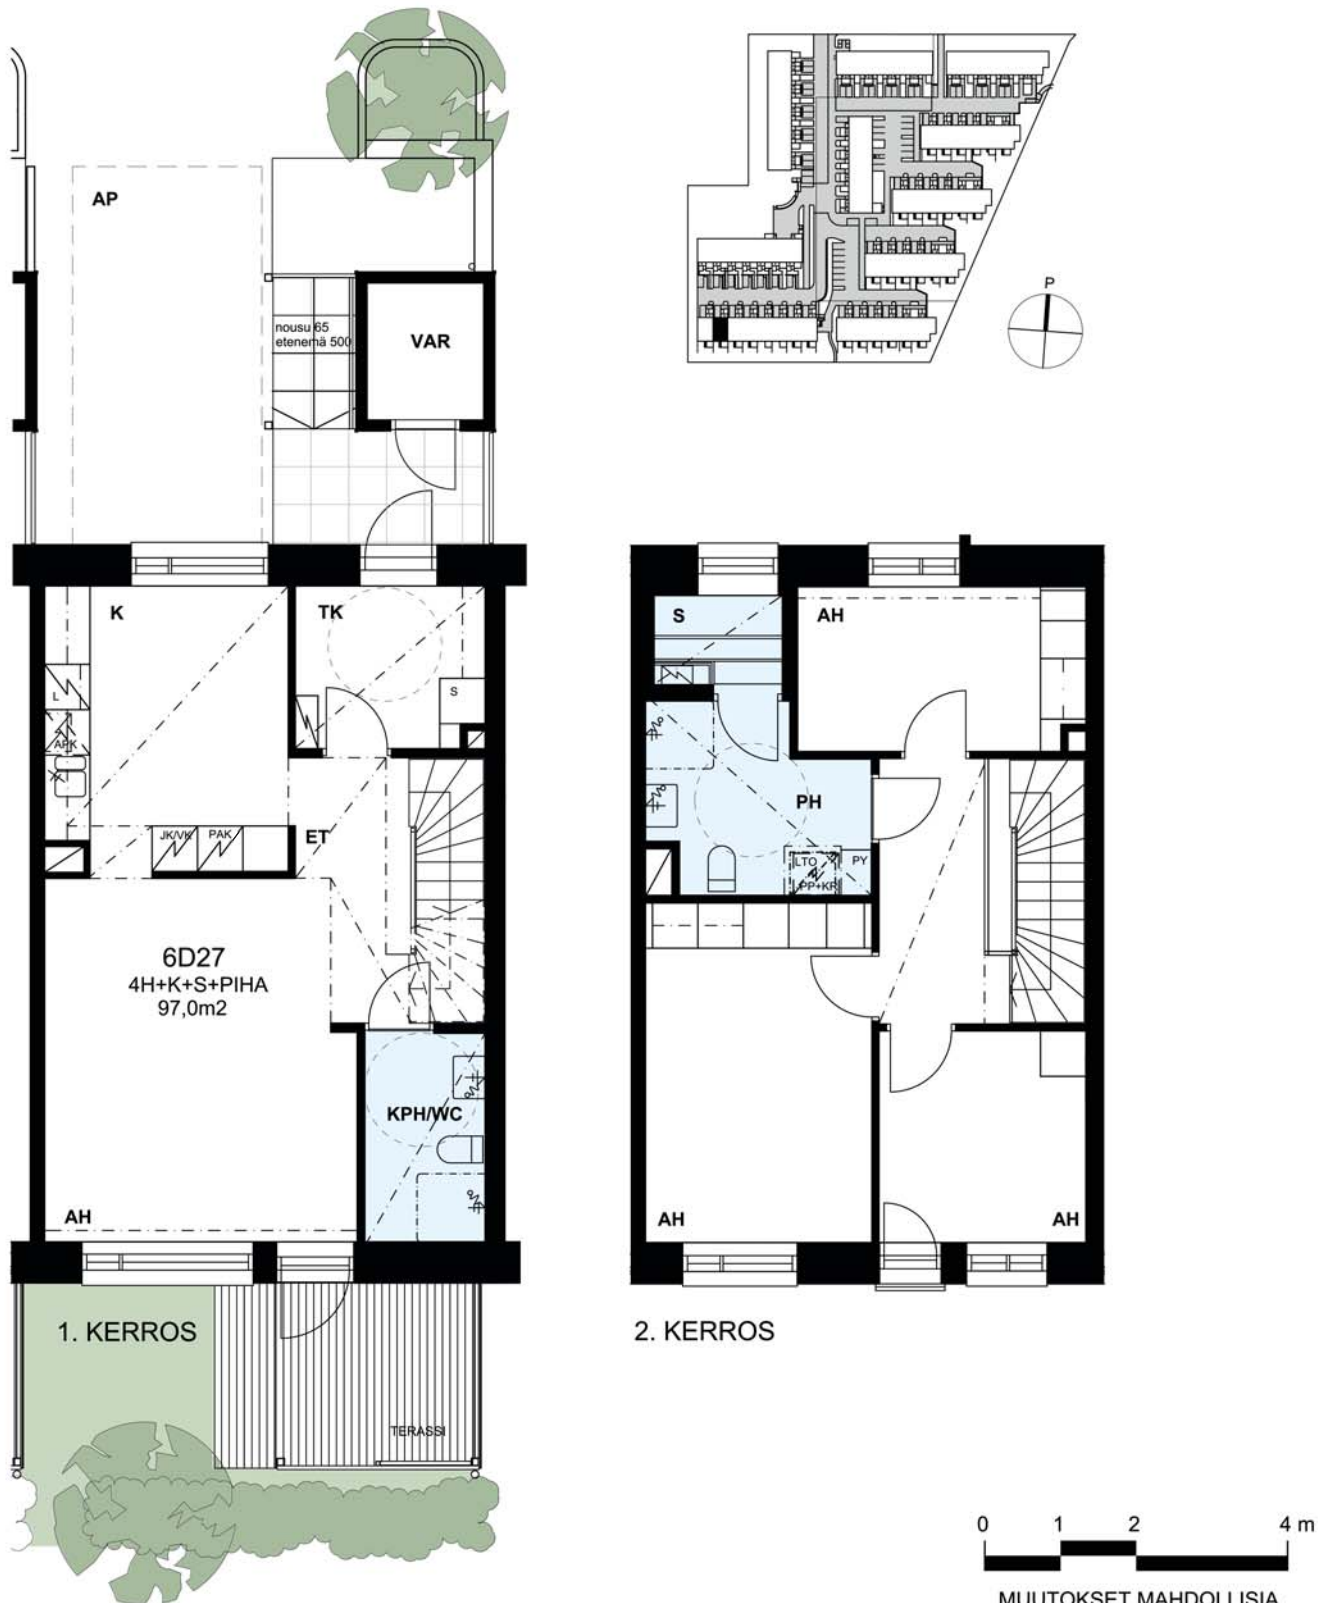 AP
nousu 65
etenemä 500
VAR
P
K
TK
S
L
APK
JK/VK
PAK
ET
6D27
4H+K+S+PIHA
97,0m2
KPH/WC
AH
1. KERROS
TERASSI
S
AH
PH
LTO
PY
PP+KR
AH
AH
2. KERROS
0 1 2 4 m
MUUTOKSET MAHDOLLISIA